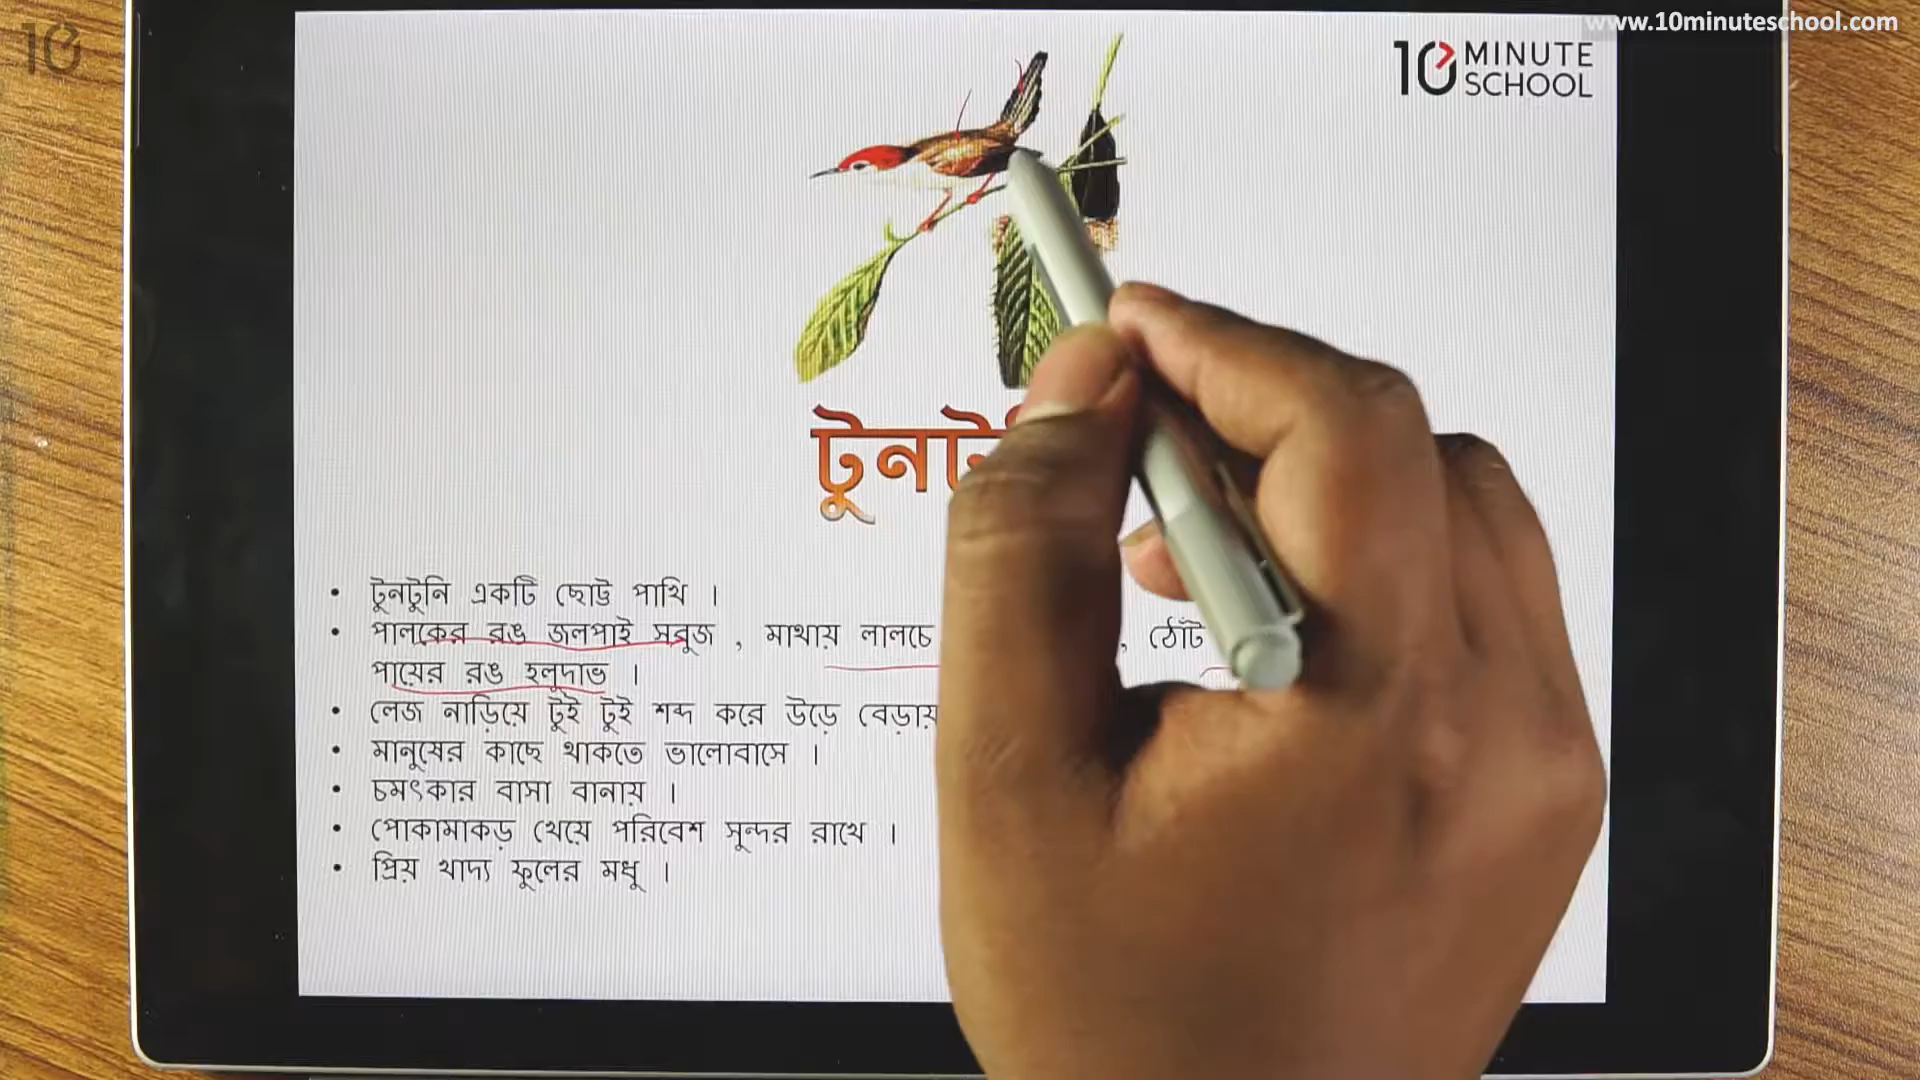 www.10minuteschool.com
10
10 MINUTE
SCHOOL
• টুনটুনি একটি ছোট্ট পাখি ।
• পালকের রঙ জলপাই সবুজ , মাথায় লালচে , ঠোঁট
পায়ের রঙ হলুদাভ ।
• লেজ নাড়িয়ে টুই টুই শব্দ করে উড়ে বেড়ায়
• মানুষের কাছে থাকতে ভালোবাসে ।
• চমৎকার বাসা বানায় ।
• পোকামাকড় খেয়ে পরিবেশ সুন্দর রাখে ।
• প্রিয় খাদ্য ফুলের মধু ।